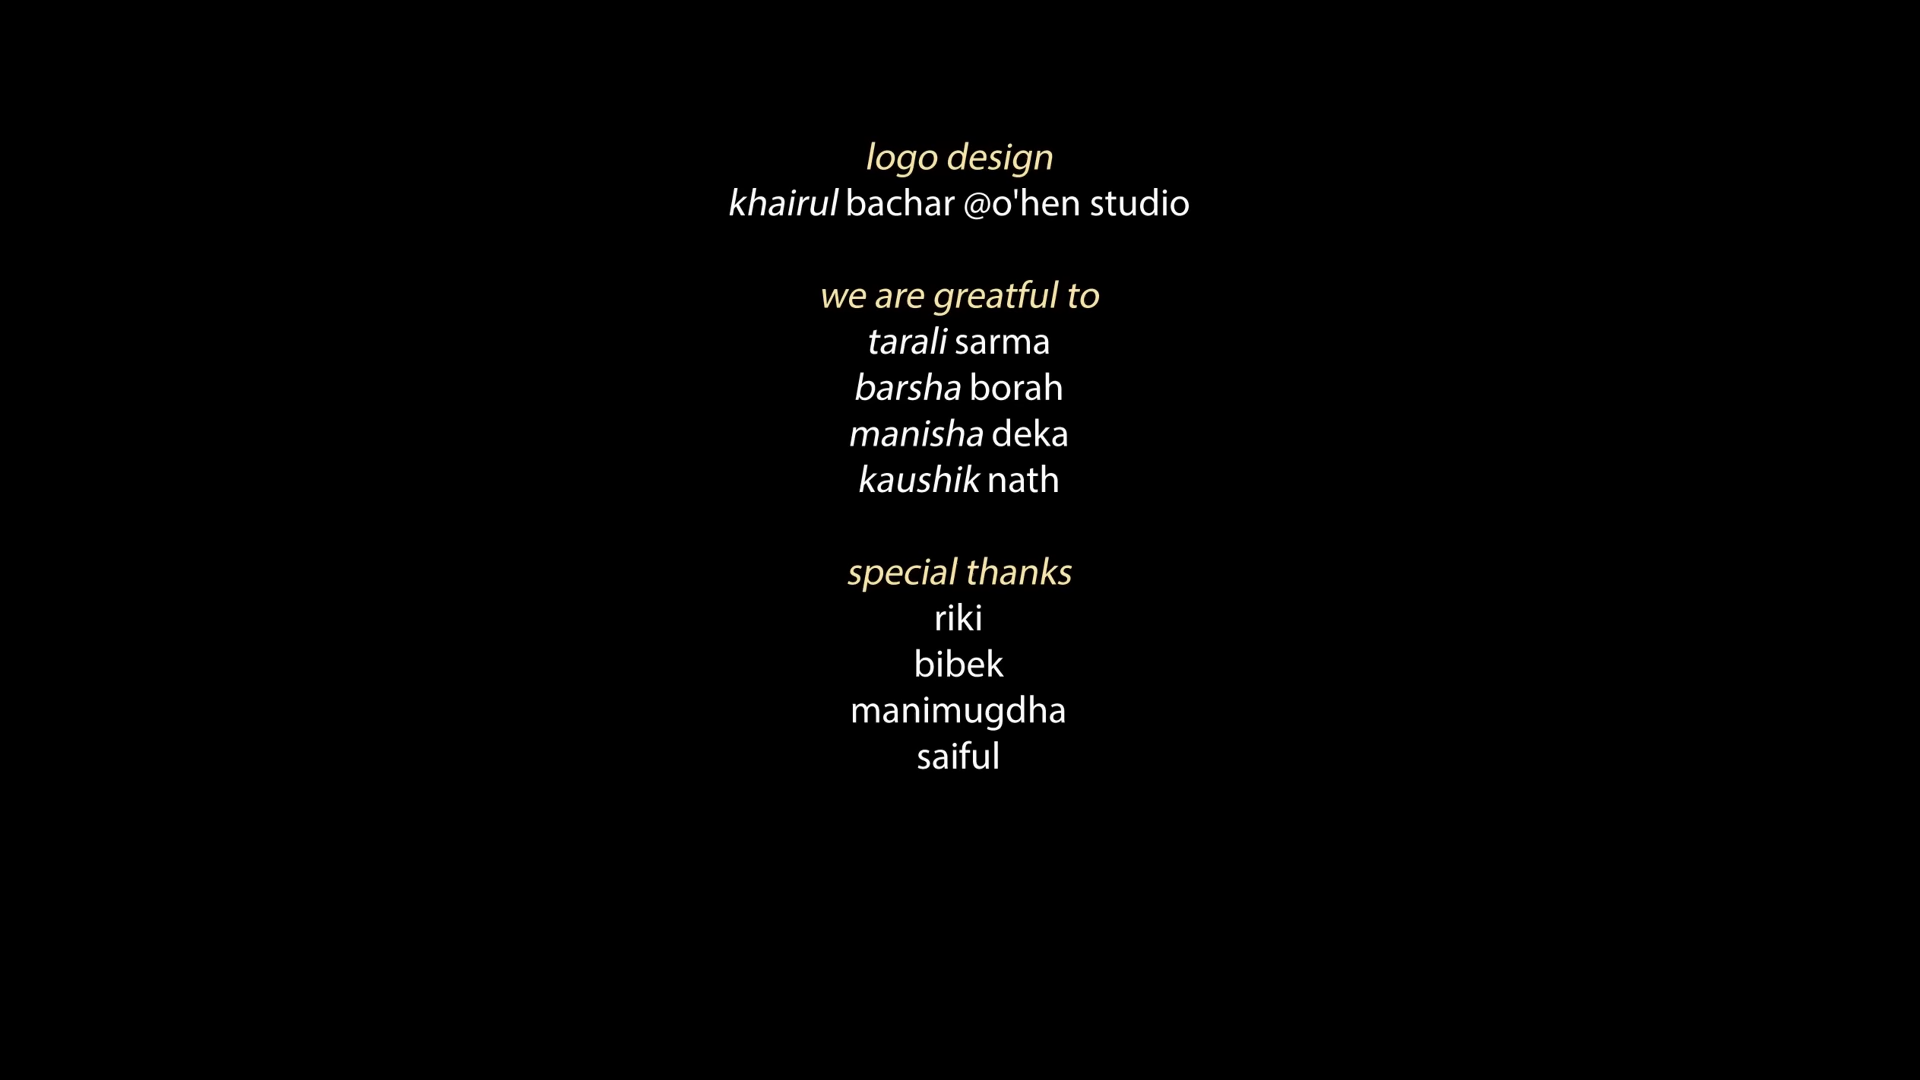 logo design
khairul bachar @o'hen studio
we are greatful to
tarali sarma
barsha borah
manisha deka
kaushik nath
special thanks
riki
bibek
manimugdha
saiful